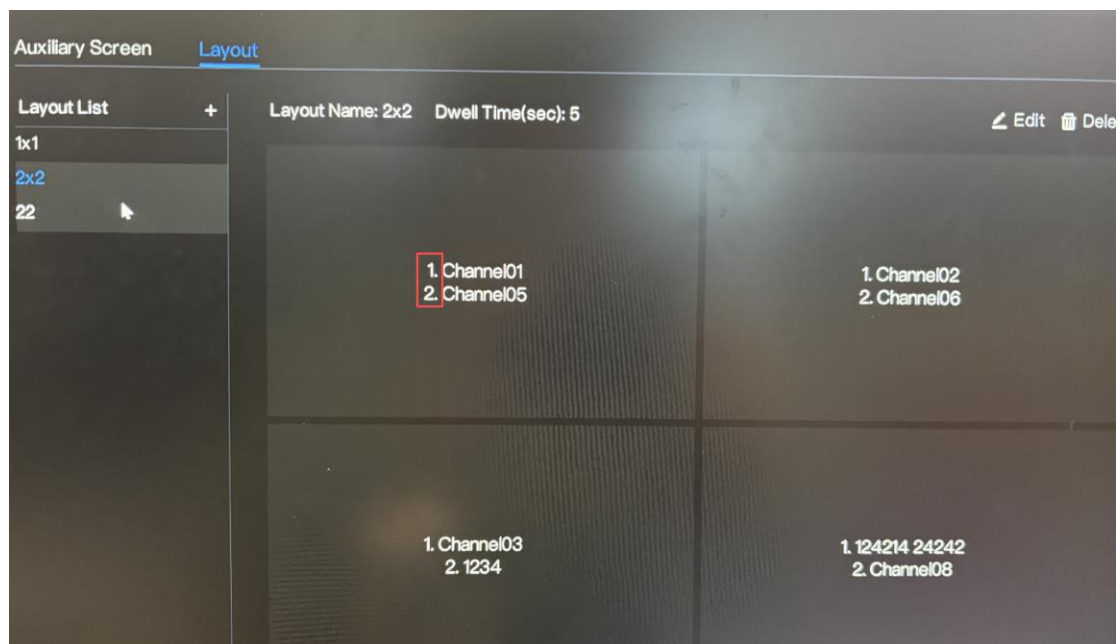 Auxiliary Screen Layout
Layout List +
Layout Name: 2x2 Dwell Time(sec): 5
Edit Dele
1x1
2x2
22
1. Channel01
2. Channel05
1. Channel02
2. Channel06
1. Channel03
2. 1234
1. 124214 24242
2. Channel08